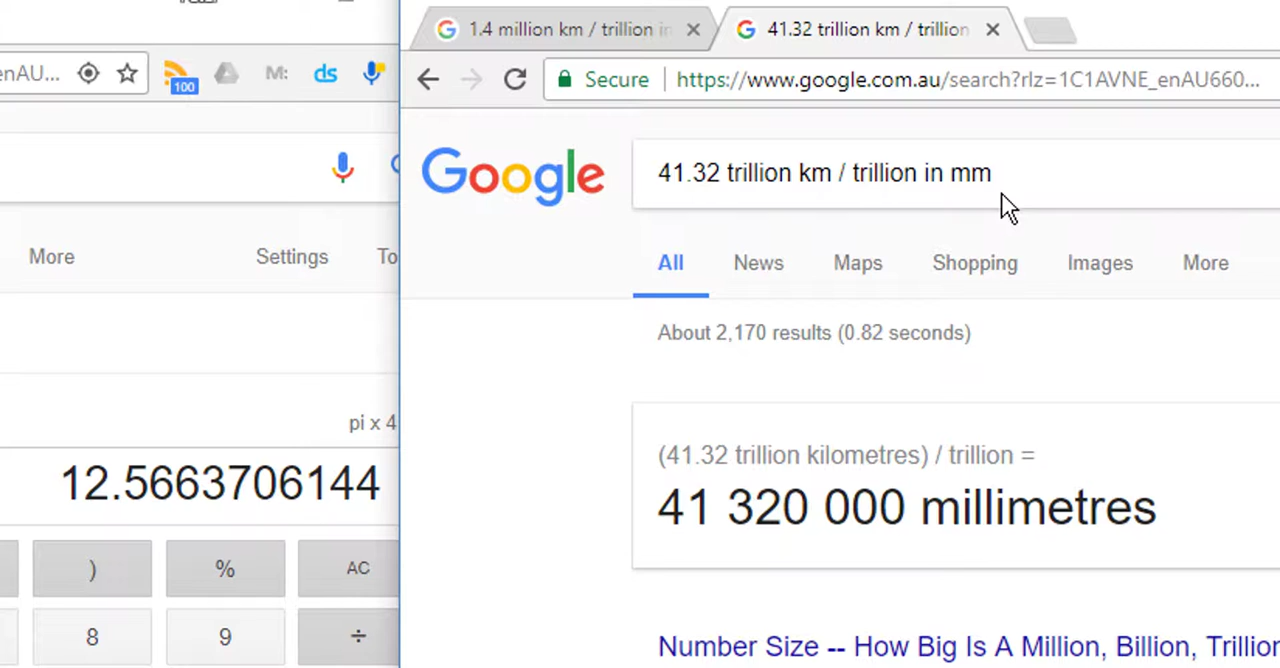 1.4 million km / trillion in
41.32 trillion km / trillion
enAU...
100
M:
ds
Secure
https://www.google.com.au/search?rlz=1C1AVNE_enAU660...
Google
41.32 trillion km / trillion in mm
More
Settings
To
All
News
Maps
Shopping
Images
More
About 2,170 results (0.82 seconds)
pi x 4
12.5663706144
(41.32 trillion kilometres) / trillion =
41 320 000 millimetres
)
%
AC
8
9
÷
Number Size -- How Big Is A Million, Billion, Trillion